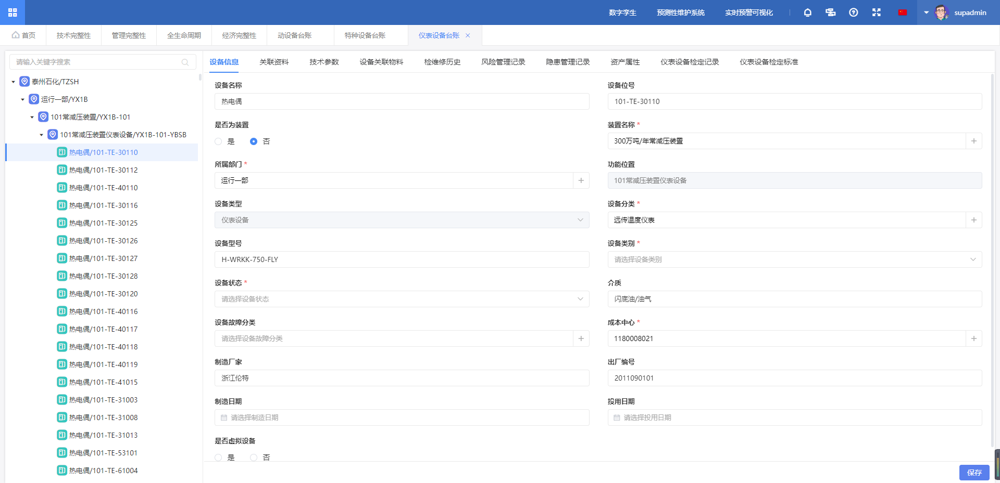 数字孪生 预测性维护系统 实时预警可视化 supadmin
首页 技术完整性 管理完整性 全生命周期 经济完整性 动设备台账 特种设备台账 仪表设备台账
请输入关键字搜索
泰州石化/TZSH
运行一部/YX1B
101常减压装置/YX1B-101
101常减压装置仪表设备/YX1B-101-YBSB
热电偶/101-TE-30110
热电偶/101-TE-30112
热电偶/101-TE-40110
热电偶/101-TE-30116
热电偶/101-TE-30125
热电偶/101-TE-30126
热电偶/101-TE-30127
热电偶/101-TE-30128
热电偶/101-TE-30120
热电偶/101-TE-40116
热电偶/101-TE-40117
热电偶/101-TE-40118
热电偶/101-TE-40119
热电偶/101-TE-41015
热电偶/101-TE-31003
热电偶/101-TE-31008
热电偶/101-TE-31013
热电偶/101-TE-53101
热电偶/101-TE-61004
设备信息 关联资料 技术参数 设备关联物料 检维修历史 风险管理记录 隐患管理记录 资产属性 仪表设备检定记录 仪表设备检定标准
设备名称 设备位号
热电偶 101-TE-30110
是否为装置 装置名称 *
是 否 300万吨/年常减压装置
所属部门 * 功能位置
运行一部 101常减压装置仪表设备
设备类型 设备分类 *
仪表设备 远传温度仪表
设备型号 设备类别 *
H-WRKK-750-FLY 请选择设备类别
设备状态 * 介质
请选择设备状态 闪底油/油气
设备故障分类 成本中心 *
请选择设备故障分类 1180008021
制造厂家 出厂编号
浙江伦特 2011090101
制造日期 投用日期
请选择制造日期 请选择投用日期
是否虚拟设备
是 否
保存